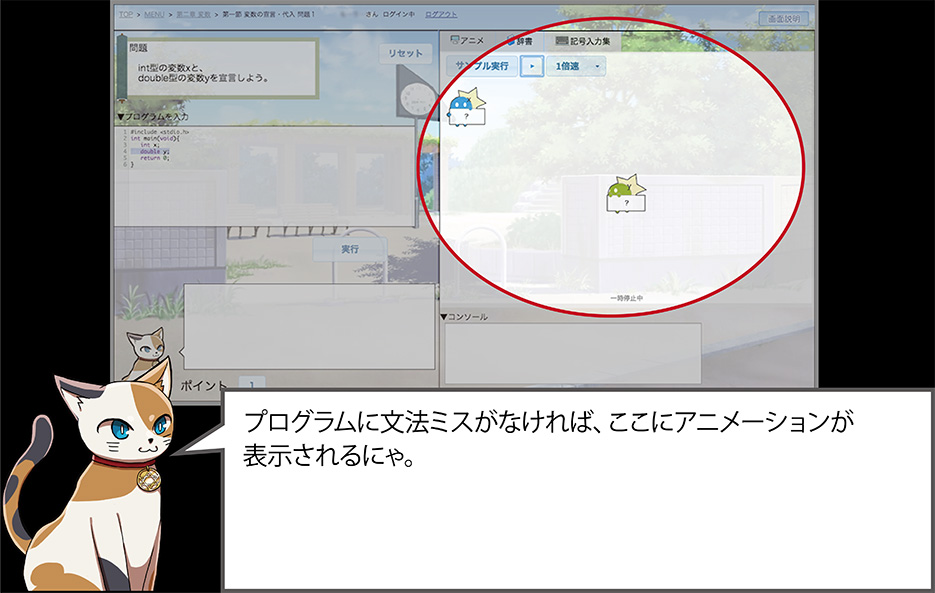 TOP > MENU > 第二章 変数 > 第一節 変数の宣言・代入 問題1
さん ログイン中 ログアウト
画面説明
問題
int型の変数xと、
double型の変数yを宣言しよう。
リセット
▼プログラムを入力
1 #include <stdio.h>
2 int main(void){
3 int x;
4 double y;
5 return 0;
6 }
実行
ポイント 1
アニメ 辞書 記号入力集
サンプル実行 1倍速
?
?
一時停止中
▼コンソール
プログラムに文法ミスがなければ、ここにアニメーションが
表示されるにゃ。